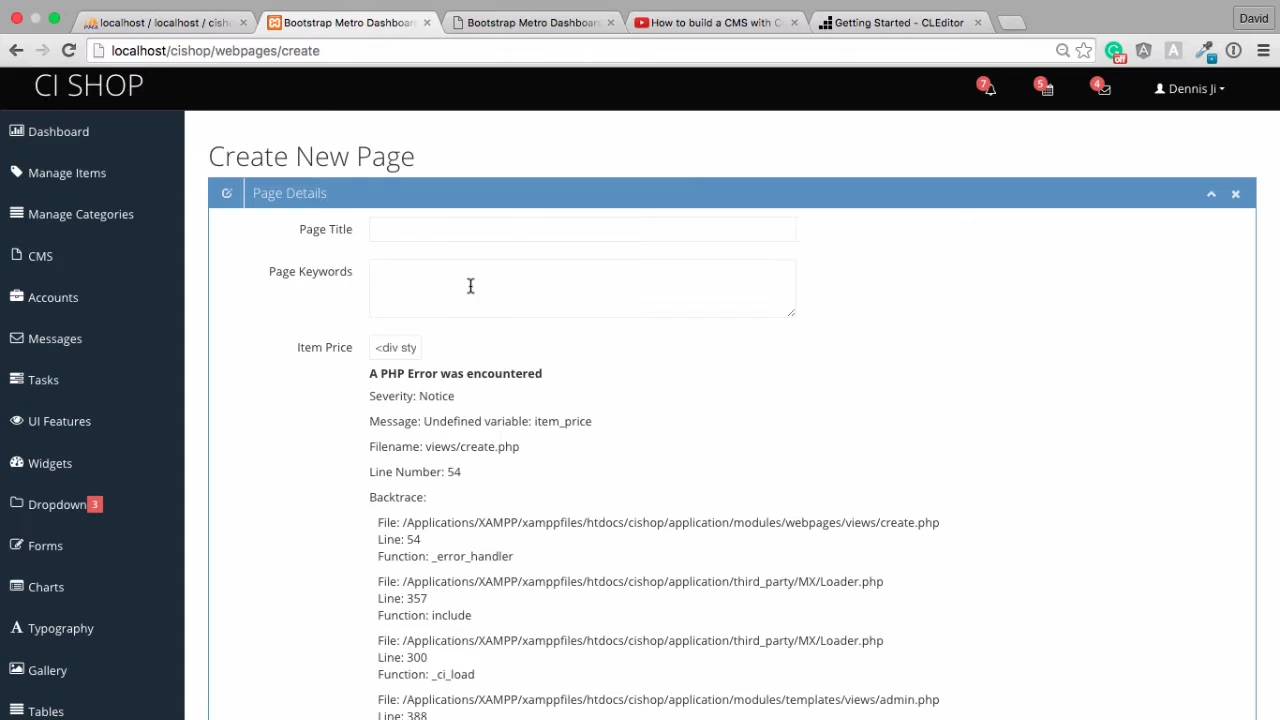 localhost / localhost / cisho
Bootstrap Metro Dashboard
Bootstrap Metro Dashboard
How to build a CMS with Co
Getting Started - CLEditor
David
localhost/cishop/webpages/create
off
CI SHOP
7
5
4
Dennis Ji
Dashboard
Manage Items
Manage Categories
CMS
Accounts
Messages
Tasks
UI Features
Widgets
Dropdown 3
Forms
Charts
Typography
Gallery
Tables
Create New Page
Page Details
Page Title
Page Keywords
Item Price
<div sty
A PHP Error was encountered
Severity: Notice
Message: Undefined variable: item_price
Filename: views/create.php
Line Number: 54
Backtrace:
File: /Applications/XAMPP/xamppfiles/htdocs/cishop/application/modules/webpages/views/create.php
Line: 54
Function: _error_handler
File: /Applications/XAMPP/xamppfiles/htdocs/cishop/application/third_party/MX/Loader.php
Line: 357
Function: include
File: /Applications/XAMPP/xamppfiles/htdocs/cishop/application/third_party/MX/Loader.php
Line: 300
Function: _ci_load
File: /Applications/XAMPP/xamppfiles/htdocs/cishop/application/modules/templates/views/admin.php
Line: 388